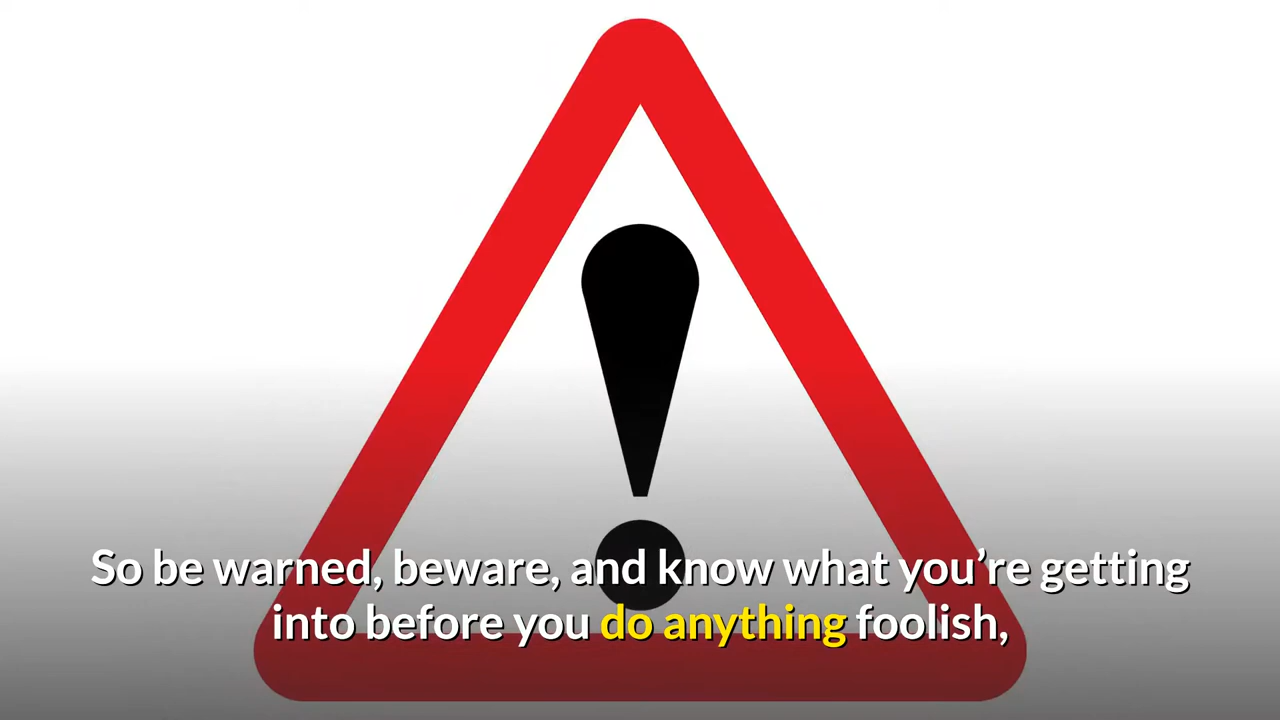 So be warned, beware, and know what you’re getting
into before you do anything foolish,